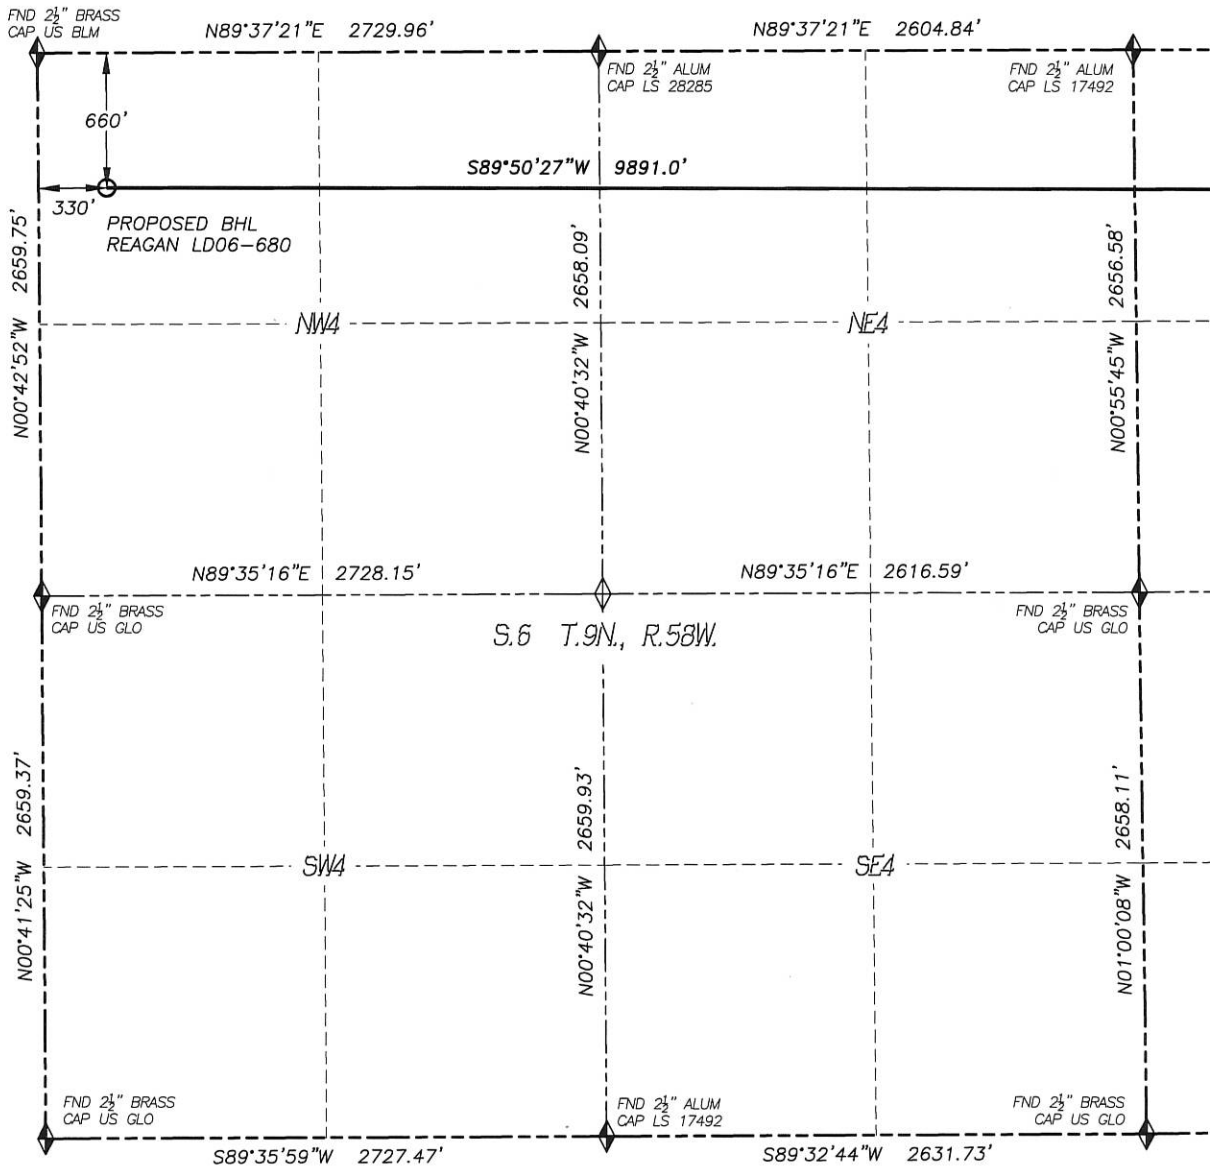 FND 2½" BRASS
CAP US BLM
N89°37'21"E 2729.96'
N89°37'21"E 2604.84'
FND 2½" ALUM
CAP LS 28285
FND 2½" ALUM
CAP LS 17492
660'
S89°50'27"W 9891.0'
330'
PROPOSED BHL
REAGAN LD06-680
N00°42'52"W 2659.75'
N00°40'32"W 2658.09'
N00°55'45"W 2656.58'
NW4
NE4
N89°35'16"E 2728.15'
N89°35'16"E 2616.59'
FND 2½" BRASS
CAP US GLO
FND 2½" BRASS
CAP US GLO
S.6 T.9N., R.58W.
N00°41'25"W 2659.37'
N00°40'32"W 2659.93'
N01°00'08"W 2658.11'
SW4
SE4
FND 2½" BRASS
CAP US GLO
FND 2½" ALUM
CAP LS 17492
FND 2½" BRASS
CAP US GLO
S89°35'59"W 2727.47'
S89°32'44"W 2631.73'